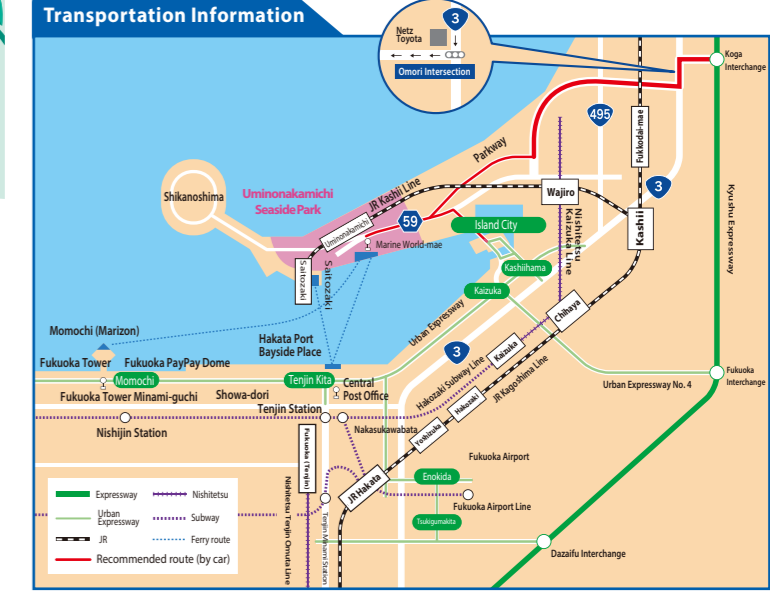 Transportation Information
3
Netz
Toyota
Omori Intersection
Koga
Interchange
495
Fukkodai-mae
Parkway
Shikanoshima
Uminonakamichi
Seaside Park
JR Kashii Line
Wajiro
3
Kashii
Kyushu Expressway
59
Uminonakamichi
Island City
Marine World-mae
Nishitetsu
Kaizuka Line
Saitozaki
Saitozaki
Kashiihama
Kaizuka
Chihaya
Urban Expressway
Momochi (Marizon)
Hakata Port
Bayside Place
3
Kaizuka
Fukuoka Tower
Fukuoka PayPay Dome
Hakozaki Subway Line
JR Kagoshima Line
Fukuoka
Interchange
Momochi
Tenjin Kita
Central
Post Office
Urban Expressway No. 4
Fukuoka Tower Minami-guchi
Showa-dori
Hakozaki
Tenjin Station
Nishijin Station
Nakasukawabata
Yoshizuka
Fukuoka (Tenjin)
Fukuoka Airport
JR Hakata
Enokida
Fukuoka Airport Line
Tsukigumakita
Nishitetsu Tenjin Omuta Line
Tenjin Minami Station
Dazaifu Interchange
Expressway
Nishitetsu
Urban
Expressway
Subway
JR
Ferry route
Recommended route (by car)